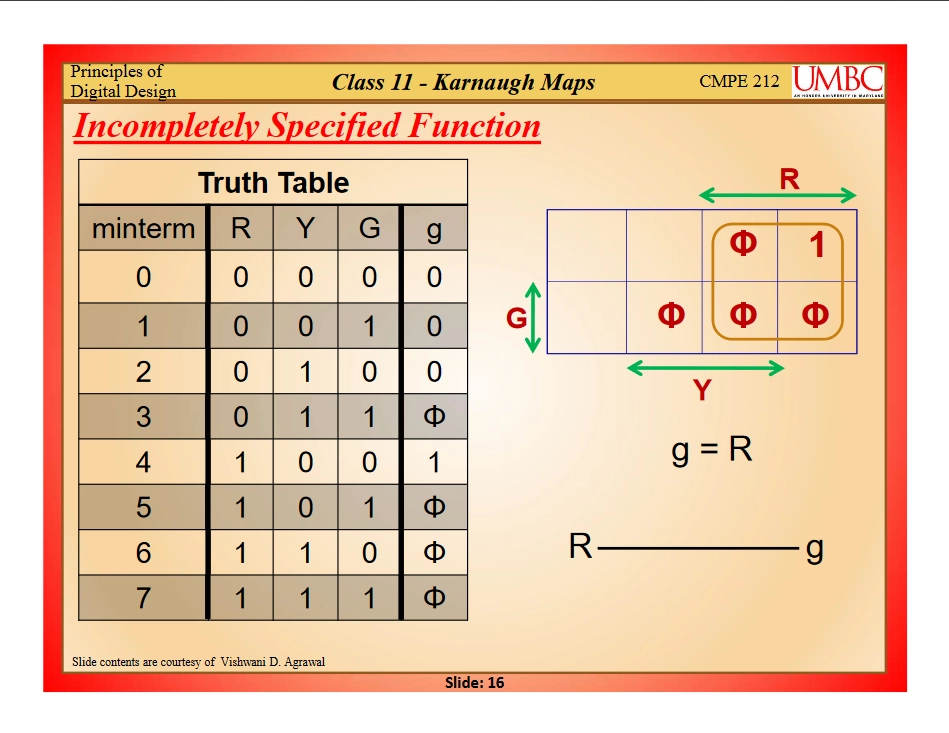 Principles of
Digital Design
Class 11 - Karnaugh Maps
CMPE 212
UMBC
AN HONORS UNIVERSITY IN MARYLAND
Incompletely Specified Function
Truth Table
minterm R Y G g
0 0 0 0 0
1 0 0 1 0
2 0 1 0 0
3 0 1 1 Φ
4 1 0 0 1
5 1 0 1 Φ
6 1 1 0 Φ
7 1 1 1 Φ
R
Φ 1
G Φ Φ Φ
Y
g = R
R g
Slide contents are courtesy of Vishwani D. Agrawal
Slide: 16